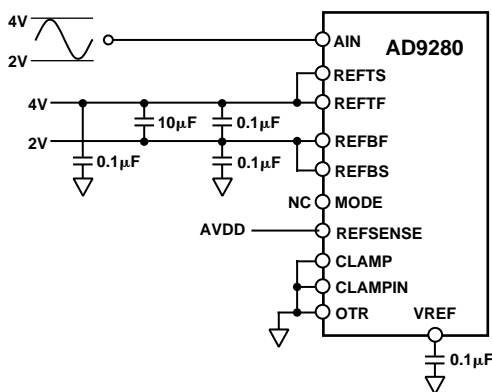 4V
2V
AIN
AD9280
REFTS
4V
REFTF
10µF
0.1µF
2V
REFBF
0.1µF
0.1µF
REFBS
NC
MODE
AVDD
REFSENSE
CLAMP
CLAMPIN
OTR
VREF
0.1µF